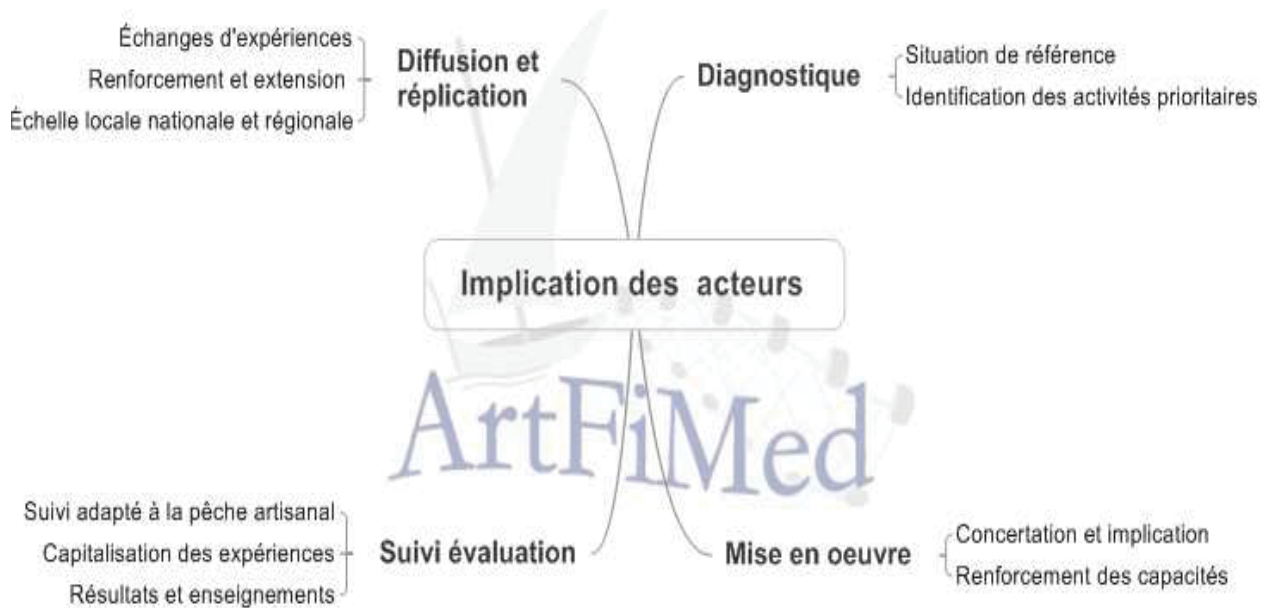 Échanges d'expériences
Renforcement et extension
Échelle locale nationale et régionale
Diffusion et
réplication
Diagnostique
Situation de référence
Identification des activités prioritaires
Implication des acteurs
ArtFiMed
Suivi adapté à la pêche artisanal
Capitalisation des expériences
Résultats et enseignements
Suivi évaluation
Mise en oeuvre
Concertation et implication
Renforcement des capacités